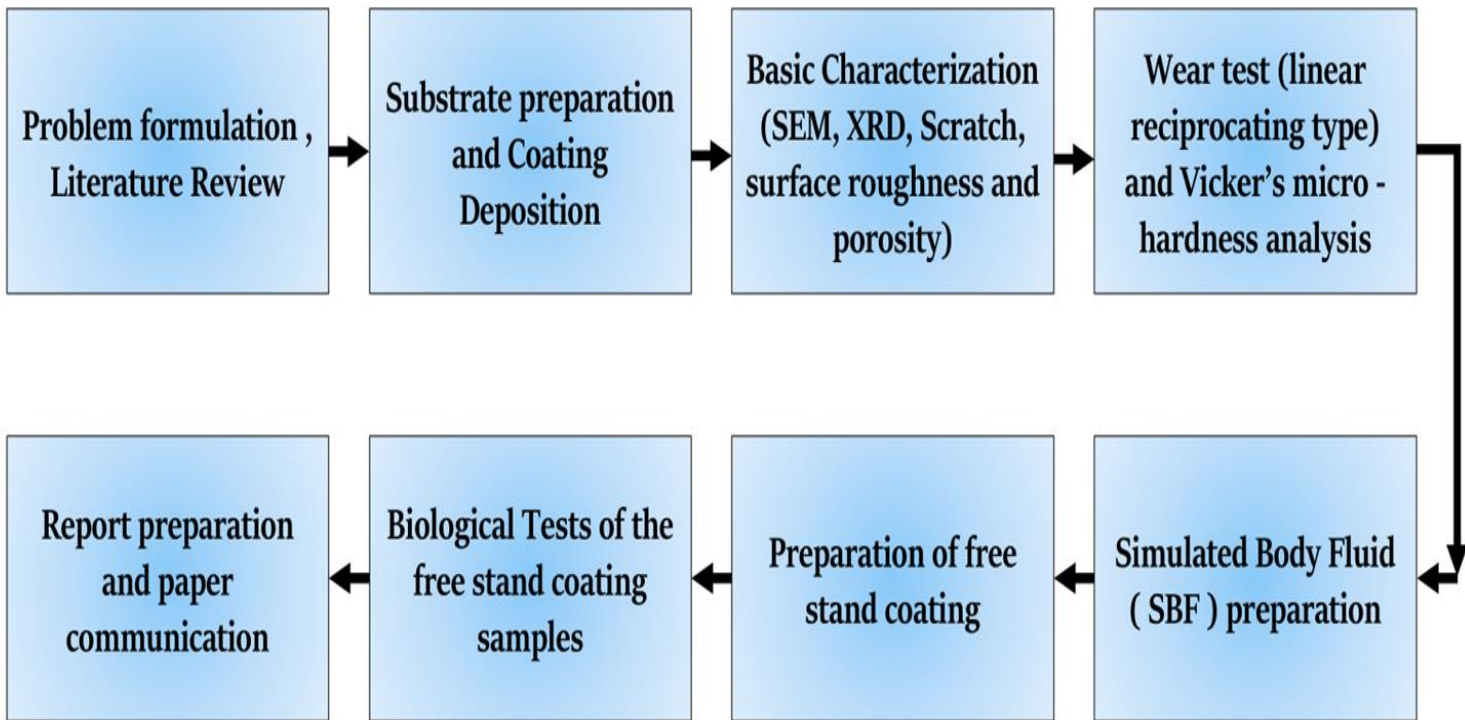 Problem formulation ,
Literature Review
Substrate preparation
and Coating
Deposition
Basic Characterization
(SEM, XRD, Scratch,
surface roughness and
porosity)
Wear test (linear
reciprocating type)
and Vicker’s micro -
hardness analysis
Simulated Body Fluid
( SBF ) preparation
Preparation of free
stand coating
Biological Tests of the
free stand coating
samples
Report preparation
and paper
communication